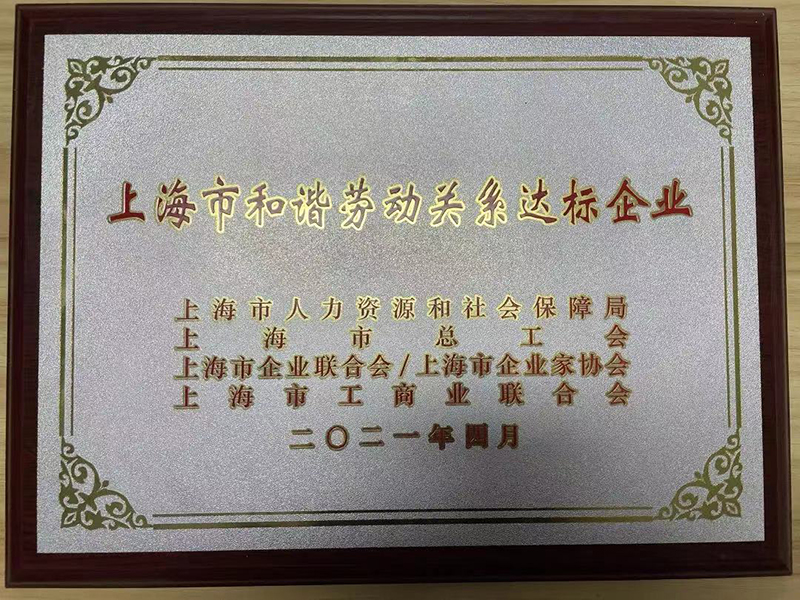 上海市和谐劳动关系达标企业
上海市人力资源和社会保障局
上海市总工会
上海市企业联合会/上海市企业家协会
上海市工商业联合会
二〇二一年四月